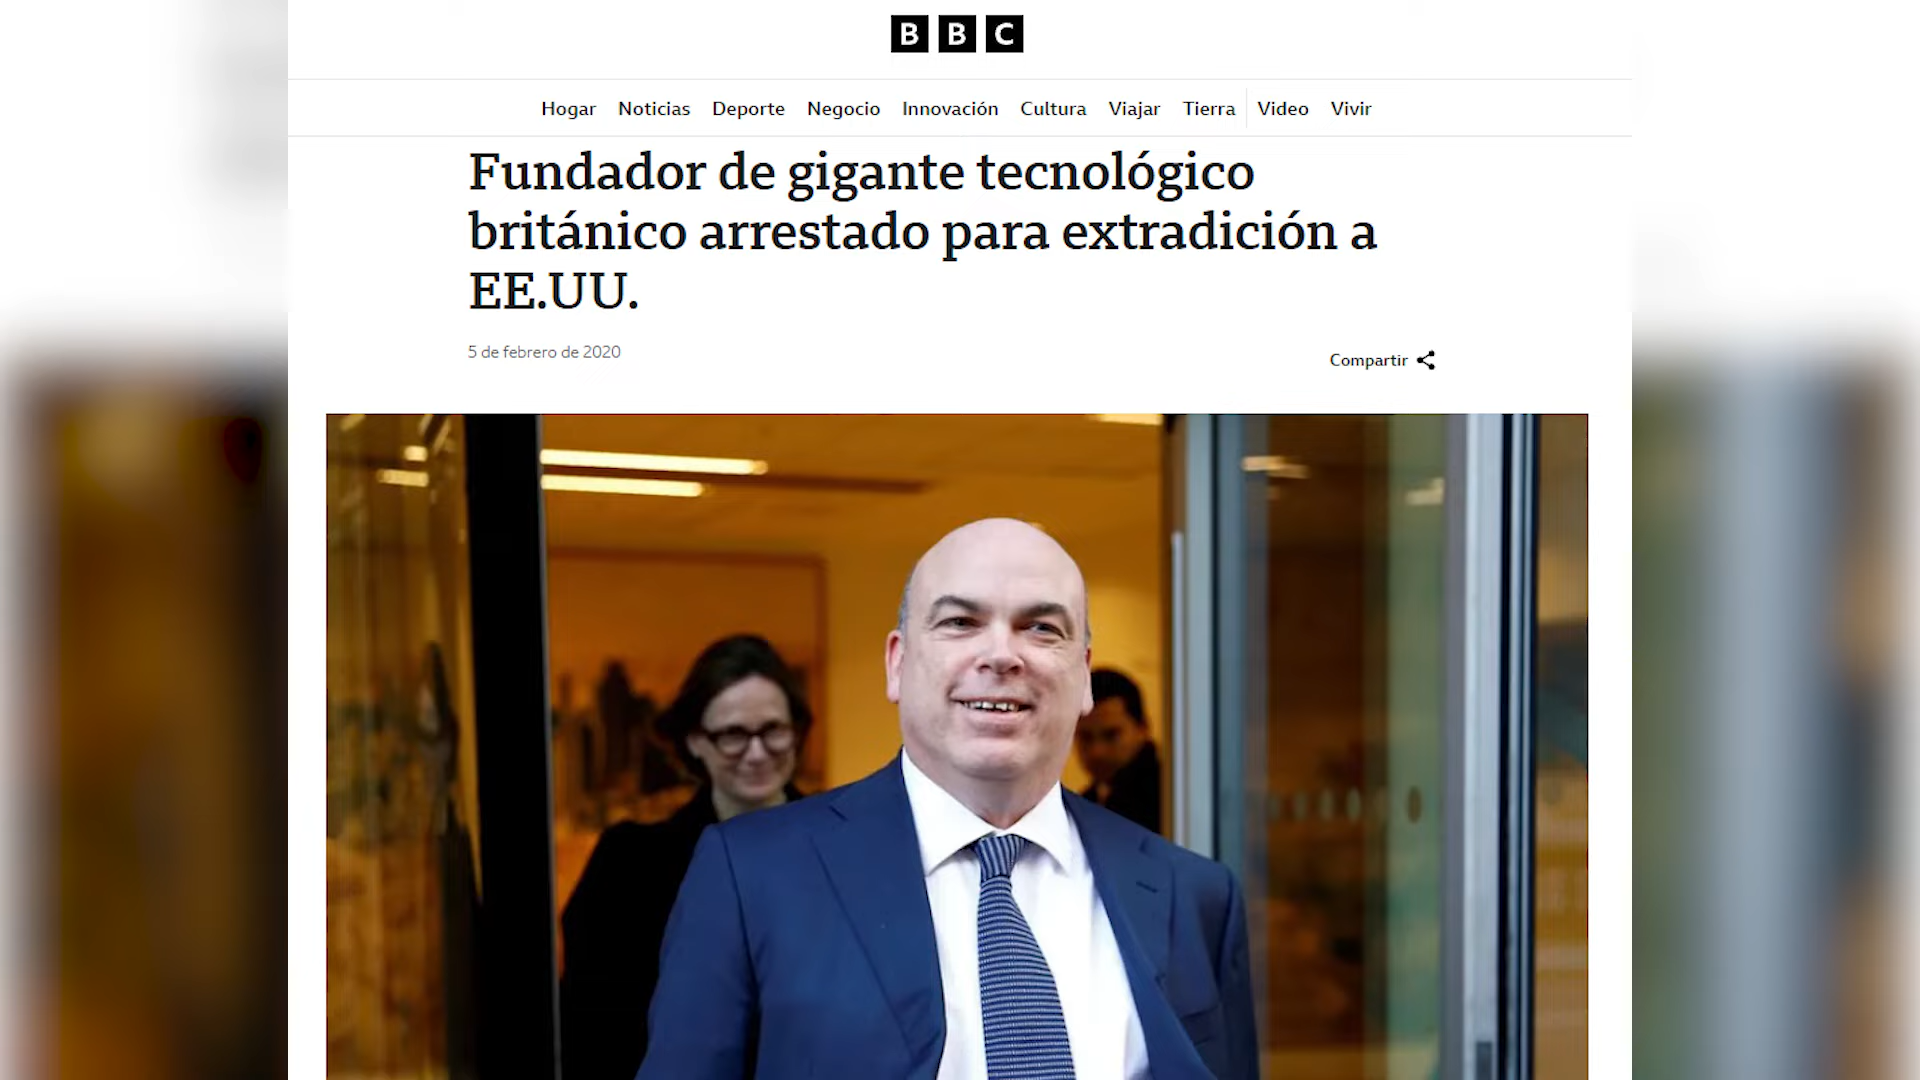 BBC
Hogar Noticias Deporte Negocio Innovación Cultura Viajar Tierra Video Vivir
Fundador de gigante tecnológico
británico arrestado para extradición a
EE.UU.
5 de febrero de 2020
Compartir